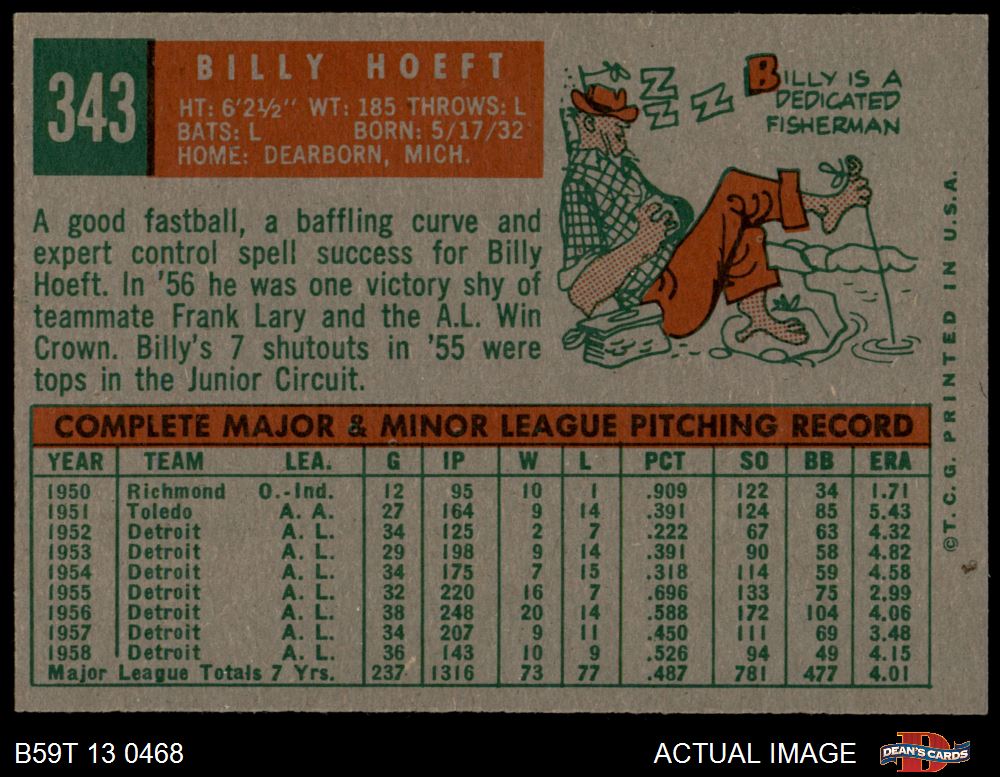 343
BILLY HOEFT
HT: 6'2½" WT: 185 THROWS: L
BATS: L BORN: 5/17/32
HOME: DEARBORN, MICH.
Z Z Z
BILLY IS A
DEDICATED
FISHERMAN
A good fastball, a baffling curve and
expert control spell success for Billy
Hoeft. In '56 he was one victory shy of
teammate Frank Lary and the A.L. Win
Crown. Billy's 7 shutouts in '55 were
tops in the Junior Circuit.
COMPLETE MAJOR & MINOR LEAGUE PITCHING RECORD
YEAR TEAM LEA. G IP W L PCT SO BB ERA
1950 Richmond O.-Ind. 12 95 10 1 .909 122 34 1.71
1951 Toledo A. A. 27 164 9 14 .391 124 85 5.43
1952 Detroit A. L. 34 125 2 7 .222 67 63 4.32
1953 Detroit A. L. 29 198 9 14 .391 90 58 4.82
1954 Detroit A. L. 34 175 7 15 .318 114 59 4.58
1955 Detroit A. L. 32 220 16 7 .696 133 75 2.99
1956 Detroit A. L. 38 248 20 14 .588 172 104 4.06
1957 Detroit A. L. 34 207 9 11 .450 111 69 3.48
1958 Detroit A. L. 36 143 10 9 .526 94 49 4.15
Major League Totals 7 Yrs. 237 1316 73 77 .487 781 477 4.01
©T. C. G. PRINTED IN U.S.A.
B59T 13 0468
ACTUAL IMAGE
DEAN'S CARDS